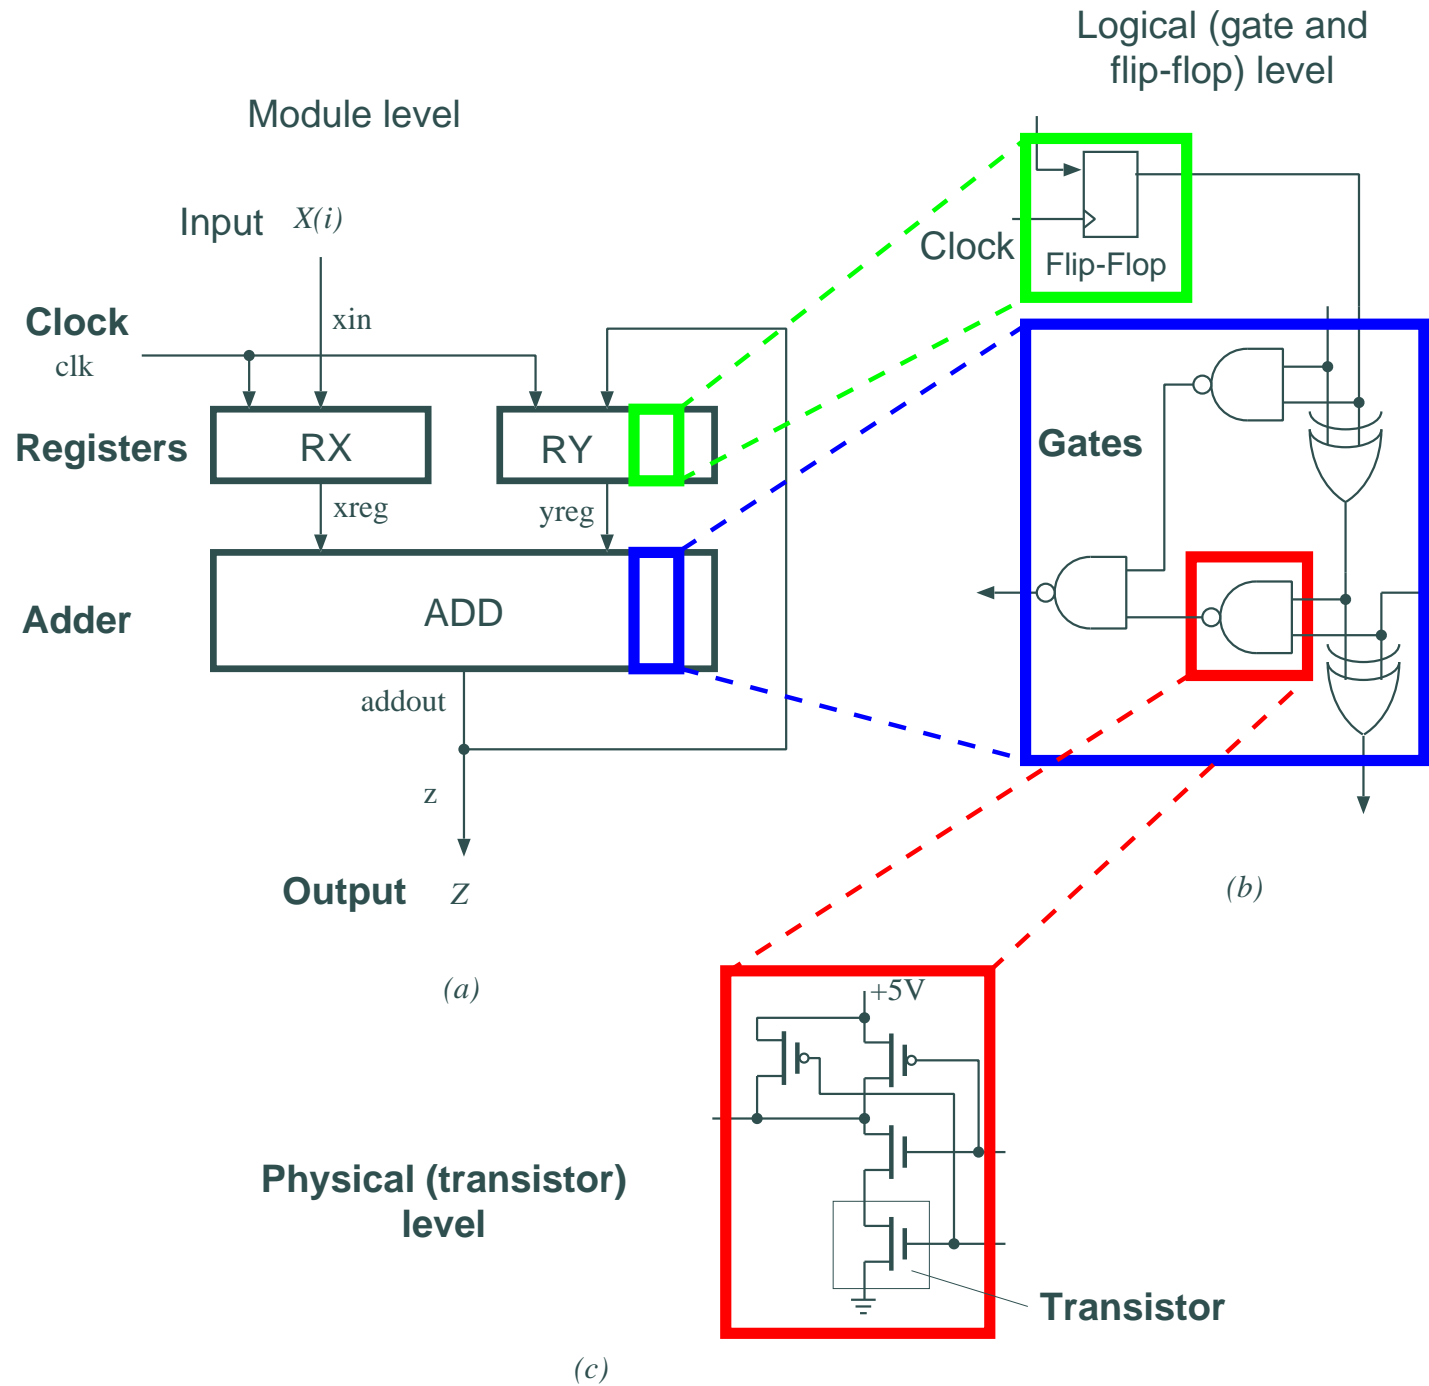 Logical (gate and
flip-flop) level
Module level
Input X(i)
Clock
clk
xin
Clock
Flip-Flop
Registers
RX
RY
Gates
xreg
yreg
Adder
ADD
addout
z
Output Z
(b)
(a)
+5V
Physical (transistor)
level
Transistor
(c)